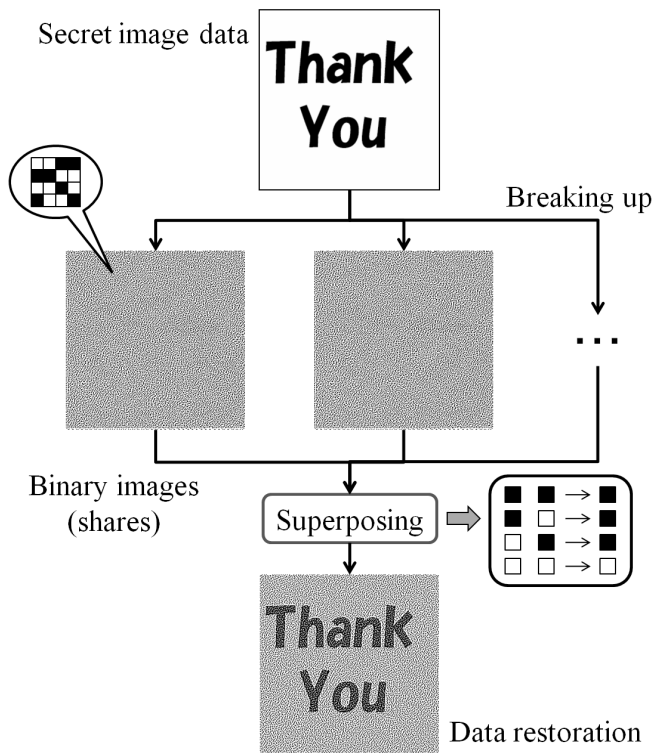 Secret image data
Thank
You
Breaking up
...
Binary images
(shares)
Superposing
Thank
You
Data restoration